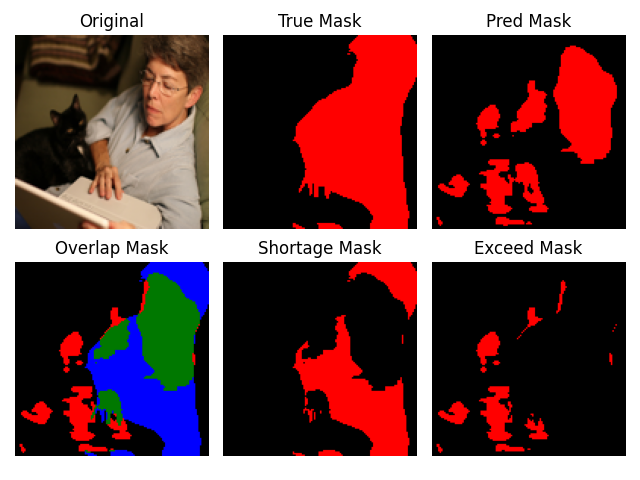 Original
True Mask
Pred Mask
Overlap Mask
Shortage Mask
Exceed Mask